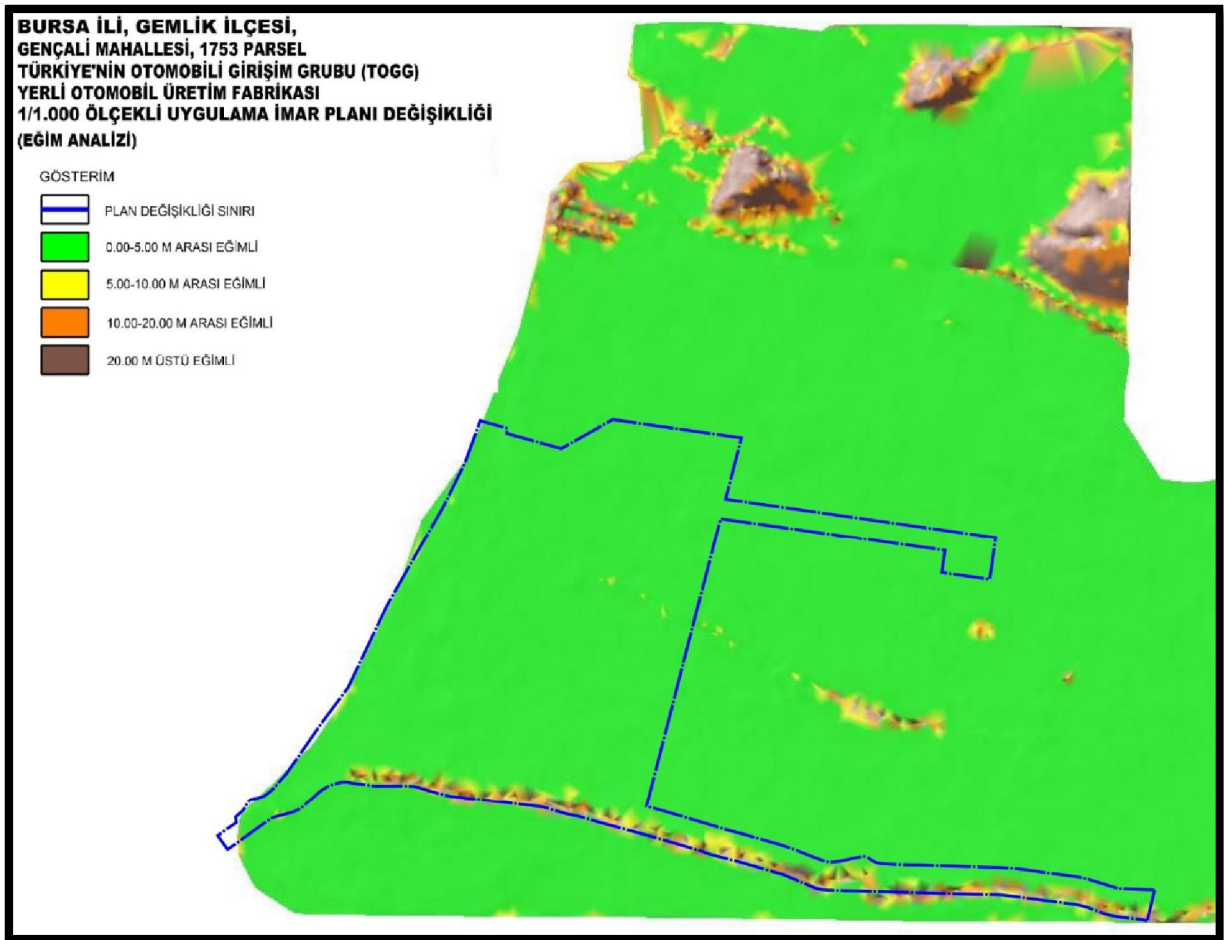 BURSA İLİ, GEMLİK İLÇESİ,
GENÇALİ MAHALLESİ, 1753 PARSEL
TÜRKİYE'NİN OTOMOBİLİ GİRİŞİM GRUBU (TOGG)
YERLİ OTOMOBİL ÜRETİM FABRİKASI
1/1.000 ÖLÇEKLİ UYGULAMA İMAR PLANI DEĞİŞİKLİĞİ
(EĞİM ANALİZİ)
GÖSTERİM
PLAN DEĞİŞİKLİĞİ SINIRI
0.00-5.00 M ARASI EĞİMLİ
5.00-10.00 M ARASI EĞİMLİ
10.00-20.00 M ARASI EĞİMLİ
20.00 M ÜSTÜ EĞİMLİ